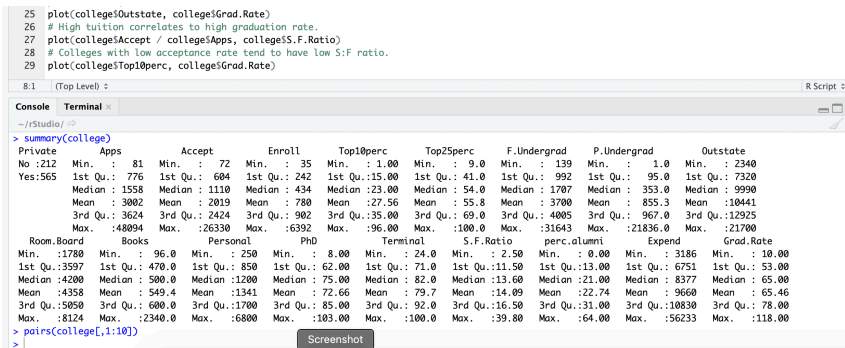 25 plot(college$Outstate, college$Grad.Rate)
26 # High tuition correlates to high graduation rate.
27 plot(college$Accept / college$Apps, college$S.F.Ratio)
28 # Colleges with low acceptance rate tend to have low S:F ratio.
29 plot(college$Top10perc, college$Grad.Rate)
8:1 (Top Level) R Script
Console Terminal ×
~/rStudio/
> summary(college)
Private Apps Accept Enroll Top10perc Top25perc F.Undergrad P.Undergrad Outstate
No :212 Min. : 81 Min. : 72 Min. : 35 Min. : 1.00 Min. : 9.0 Min. : 139 Min. : 1.0 Min. : 2340
Yes:565 1st Qu.: 776 1st Qu.: 604 1st Qu.: 242 1st Qu.:15.00 1st Qu.: 41.0 1st Qu.: 992 1st Qu.: 95.0 1st Qu.: 7320
Median : 1558 Median : 1110 Median : 434 Median :23.00 Median : 54.0 Median : 1707 Median : 353.0 Median : 9990
Mean : 3002 Mean : 2019 Mean : 780 Mean :27.56 Mean : 55.8 Mean : 3700 Mean : 855.3 Mean :10441
3rd Qu.: 3624 3rd Qu.: 2424 3rd Qu.: 902 3rd Qu.:35.00 3rd Qu.: 69.0 3rd Qu.: 4005 3rd Qu.: 967.0 3rd Qu.:12925
Max. :48094 Max. :26330 Max. :6392 Max. :96.00 Max. :100.0 Max. :31643 Max. :21836.0 Max. :21700
Room.Board Books Personal PhD Terminal S.F.Ratio perc.alumni Expend Grad.Rate
Min. :1780 Min. : 96.0 Min. : 250 Min. : 8.00 Min. : 24.0 Min. : 2.50 Min. : 0.00 Min. : 3186 Min. : 10.00
1st Qu.:3597 1st Qu.: 470.0 1st Qu.: 850 1st Qu.: 62.00 1st Qu.: 71.0 1st Qu.:11.50 1st Qu.:13.00 1st Qu.: 6751 1st Qu.: 53.00
Median :4200 Median : 500.0 Median :1200 Median : 75.00 Median : 82.0 Median :13.60 Median :21.00 Median : 8377 Median : 65.00
Mean :4358 Mean : 549.4 Mean :1341 Mean : 72.66 Mean : 79.7 Mean :14.09 Mean :22.74 Mean : 9660 Mean : 65.46
3rd Qu.:5050 3rd Qu.: 600.0 3rd Qu.:1700 3rd Qu.: 85.00 3rd Qu.: 92.0 3rd Qu.:16.50 3rd Qu.:31.00 3rd Qu.:10830 3rd Qu.: 78.00
Max. :8124 Max. :2340.0 Max. :6800 Max. :103.00 Max. :100.0 Max. :39.80 Max. :64.00 Max. :56233 Max. :118.00
> pairs(college[,1:10])
Screenshot
>